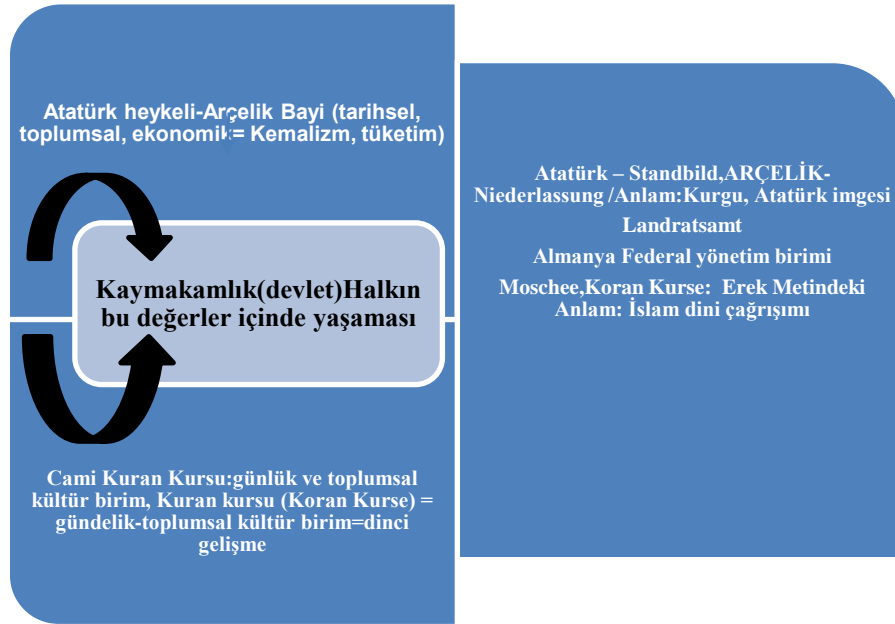 Atatürk heykeli-Arçelik Bayi (tarihsel,
toplumsal, ekonomik= Kemalizm, tüketim)
Kaymakamlık(devlet)Halkın
bu değerler içinde yaşaması
Cami Kuran Kursu:günlük ve toplumsal
kültür birim, Kuran kursu (Koran Kurse) =
gündelik-toplumsal kültür birim=dinci
gelişme
Atatürk – Standbild,ARÇELİK-
Niederlassung /Anlam:Kurgu, Atatürk imgesi
Landratsamt
Almanya Federal yönetim birimi
Moschee,Koran Kurse: Erek Metindeki
Anlam: İslam dini çağrışımı